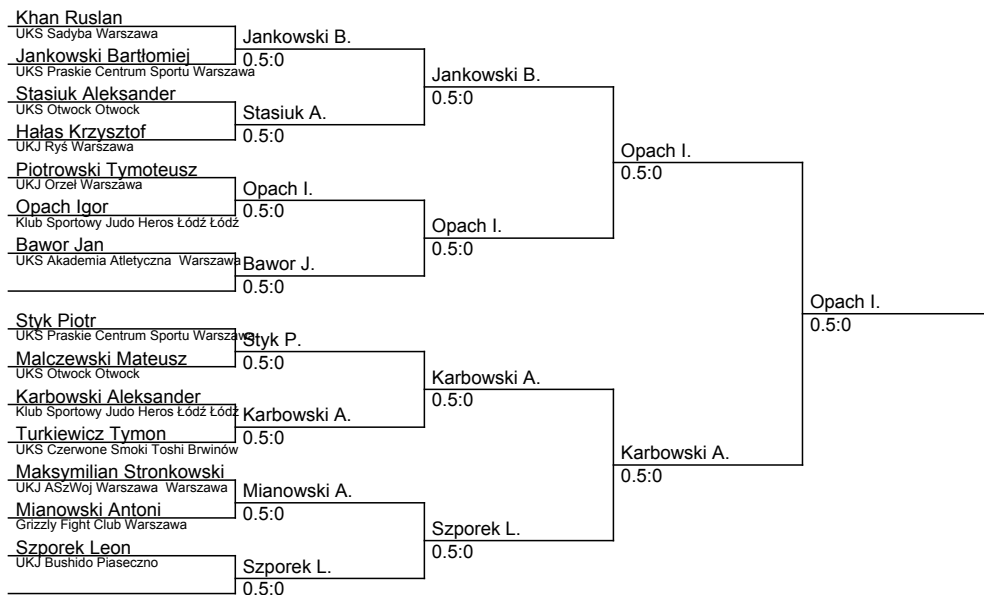 Khan Ruslan
UKS Sadyba Warszawa
Jankowski Bartłomiej
UKS Praskie Centrum Sportu Warszawa
Stasiuk Aleksander
UKS Otwock Otwock
Hałas Krzysztof
UKJ Ryś Warszawa
Piotrowski Tymoteusz
UKJ Orzeł Warszawa
Opach Igor
Klub Sportowy Judo Heros Łódź Łódź
Bawor Jan
UKS Akademia Atletyczna  Warszawa
Styk Piotr
UKS Praskie Centrum Sportu Warszawa
Malczewski Mateusz
UKS Otwock Otwock
Karbowski Aleksander
Klub Sportowy Judo Heros Łódź Łódź
Turkiewicz Tymon
UKS Czerwone Smoki Toshi Brwinów
Maksymilian Stronkowski
UKJ ASzWoj Warszawa  Warszawa
Mianowski Antoni
Grizzly Fight Club Warszawa
Szporek Leon
UKJ Bushido Piaseczno
Jankowski B.
0.5:0
Stasiuk A.
0.5:0
Opach I.
0.5:0
Bawor J.
0.5:0
Styk P.
0.5:0
Karbowski A.
0.5:0
Mianowski A.
0.5:0
Szporek L.
0.5:0
Jankowski B.
0.5:0
Opach I.
0.5:0
Karbowski A.
0.5:0
Szporek L.
0.5:0
Opach I.
0.5:0
Karbowski A.
0.5:0
Opach I.
0.5:0